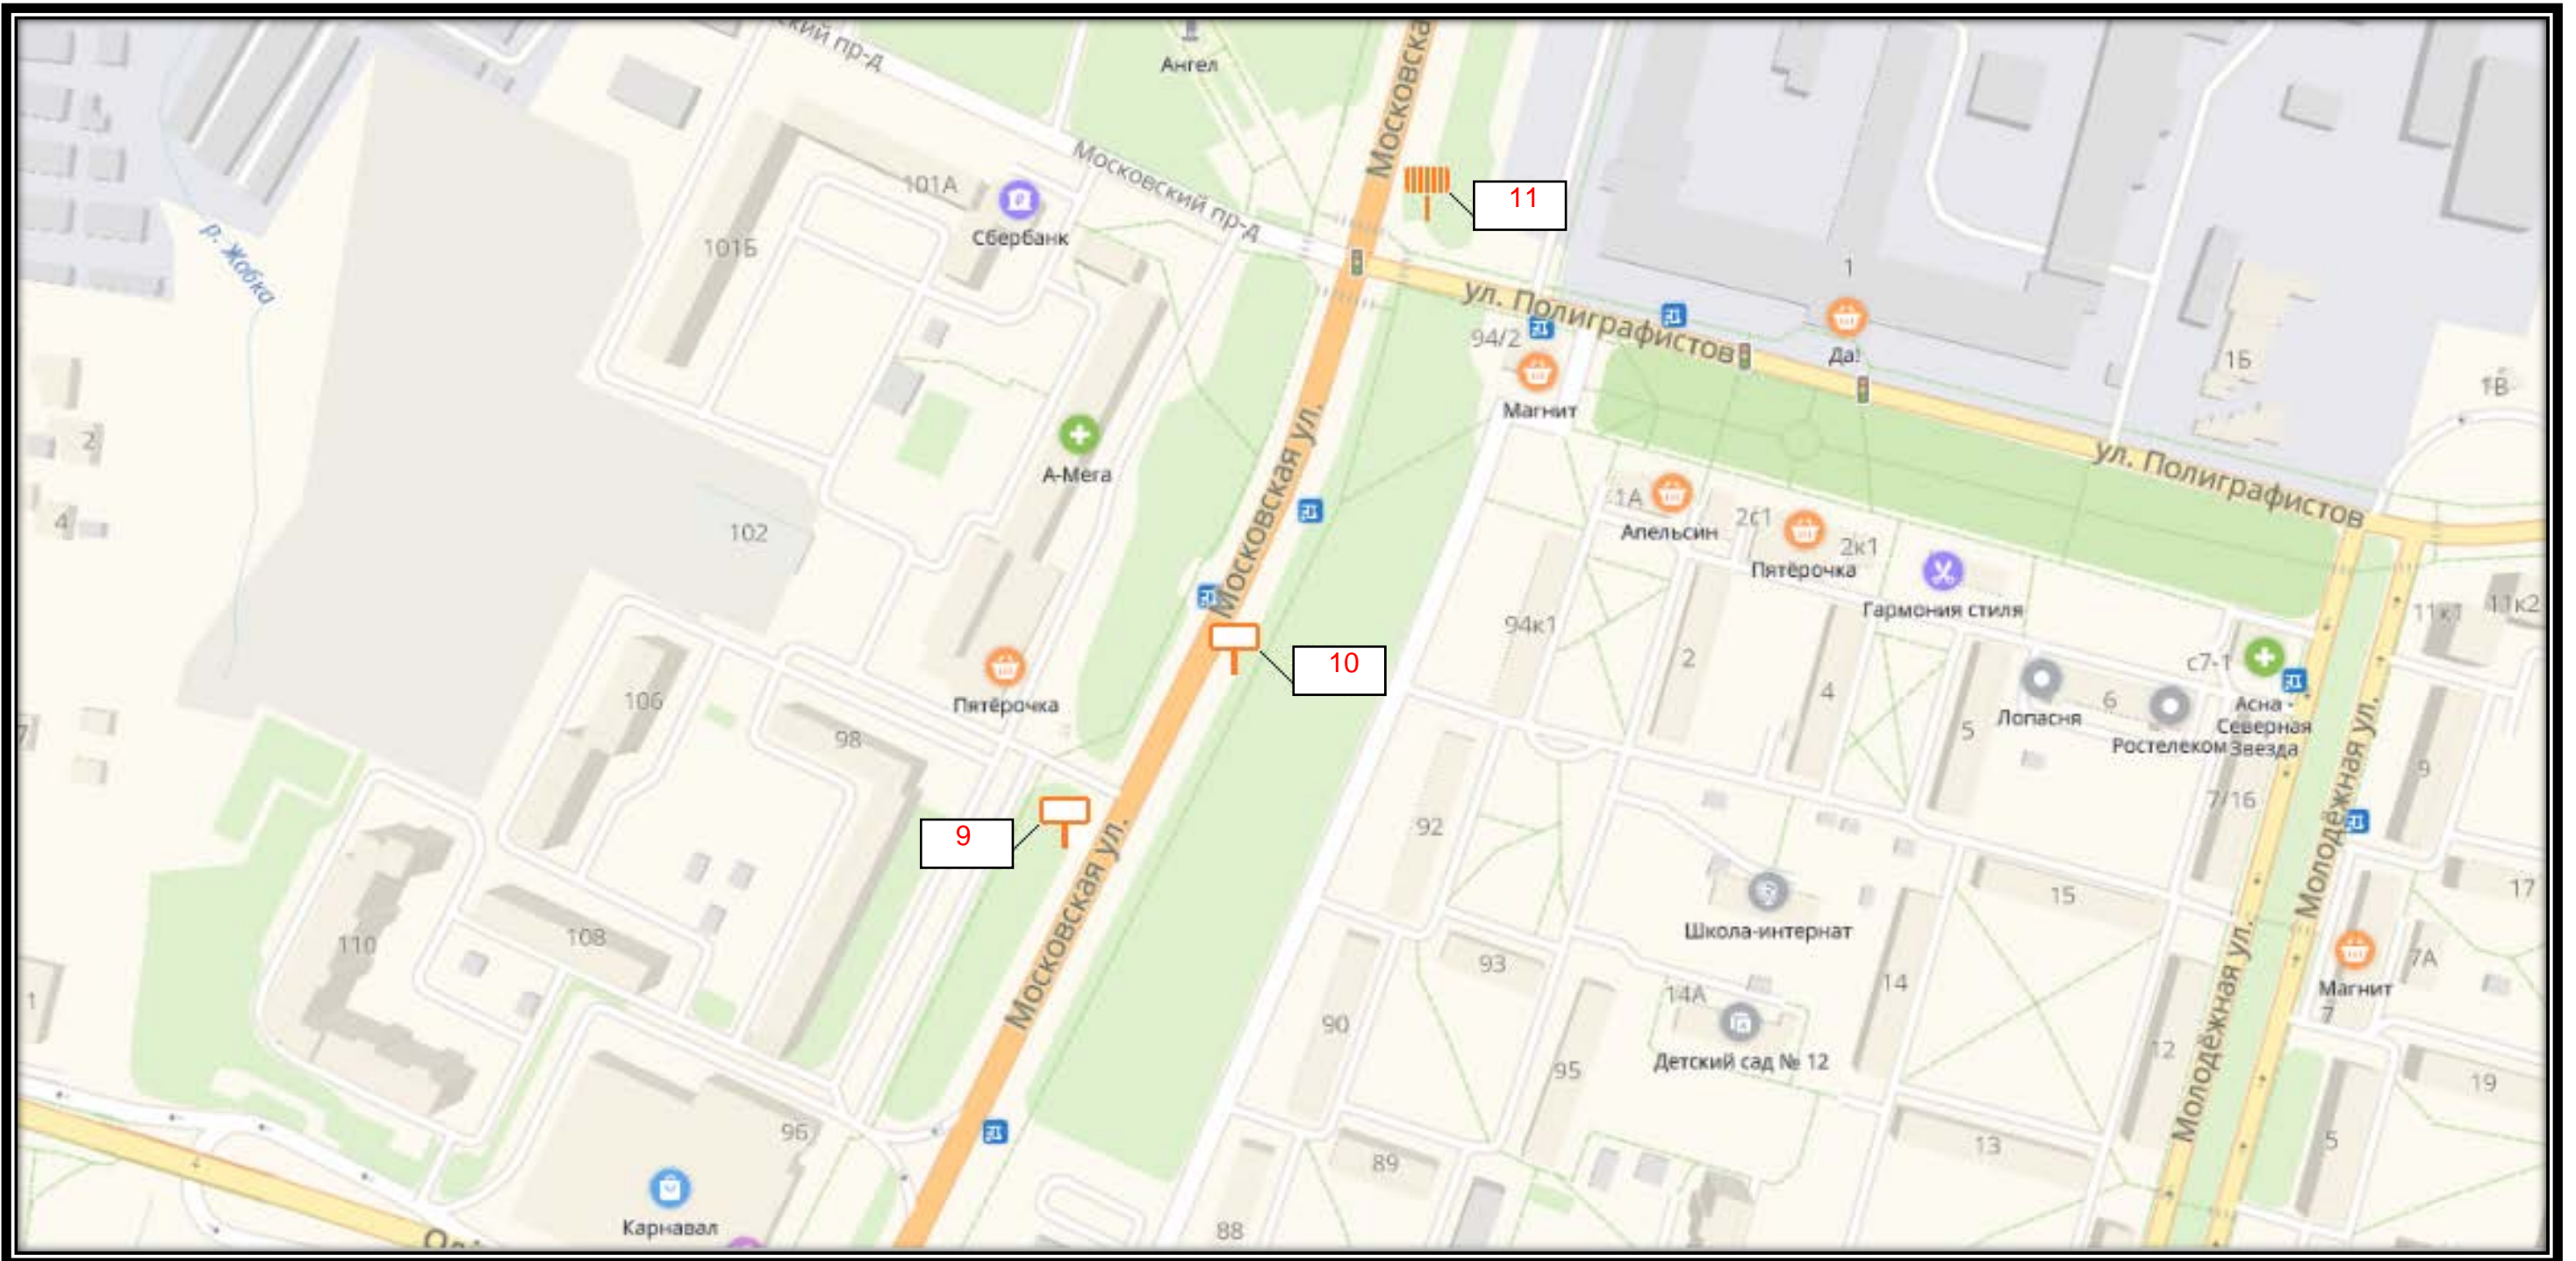 Московский пр-д
Ангел
Московская
11
101А
Сбербанк
101Б
Московский пр-д
р. Жобка
1
ул. Полиграфистов
94/2
Магнит
Да!
1Б
1В
2
4
А-Мега
102
Московская ул.
ул. Полиграфистов
1А
Апельсин
2с1
Пятёрочка
2к1
Гармония стиля
11к1
11к2
94к1
2
4
5
с7-1
Асна -
Северная
Звезда
Лопасня
6
Ростелеком
10
Пятёрочка
106
98
7
9
Московская ул.
92
7/16
Молодёжная ул.
9
15
17
Школа-интернат
110
108
93
14
14А
Детский сад № 12
7А
Магнит
7
1
90
95
12
19
Молодёжная ул.
96
89
13
5
Карнавал
88